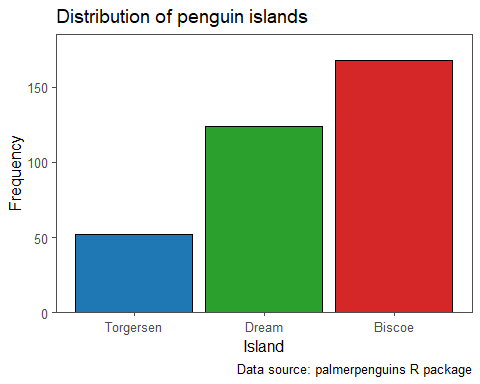 Distribution of penguin islands
Frequency
150
100
50
0
Torgersen Dream Biscoe
Island
Data source: palmerpenguins R package